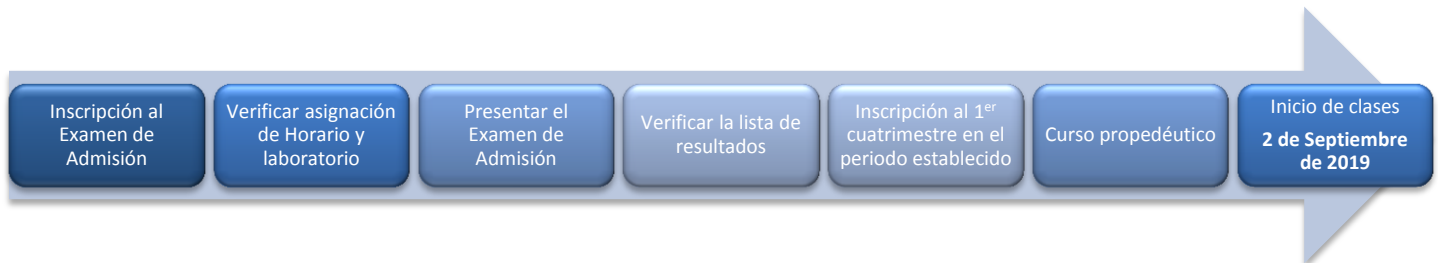 Inscripción al
Examen de
Admisión
Verificar asignación
de Horario y
laboratorio
Presentar el
Examen de
Admisión
Verificar la lista de
resultados
Inscripción al 1er
cuatrimestre en el
periodo establecido
Curso propedéutico
Inicio de clases
2 de Septiembre
de 2019